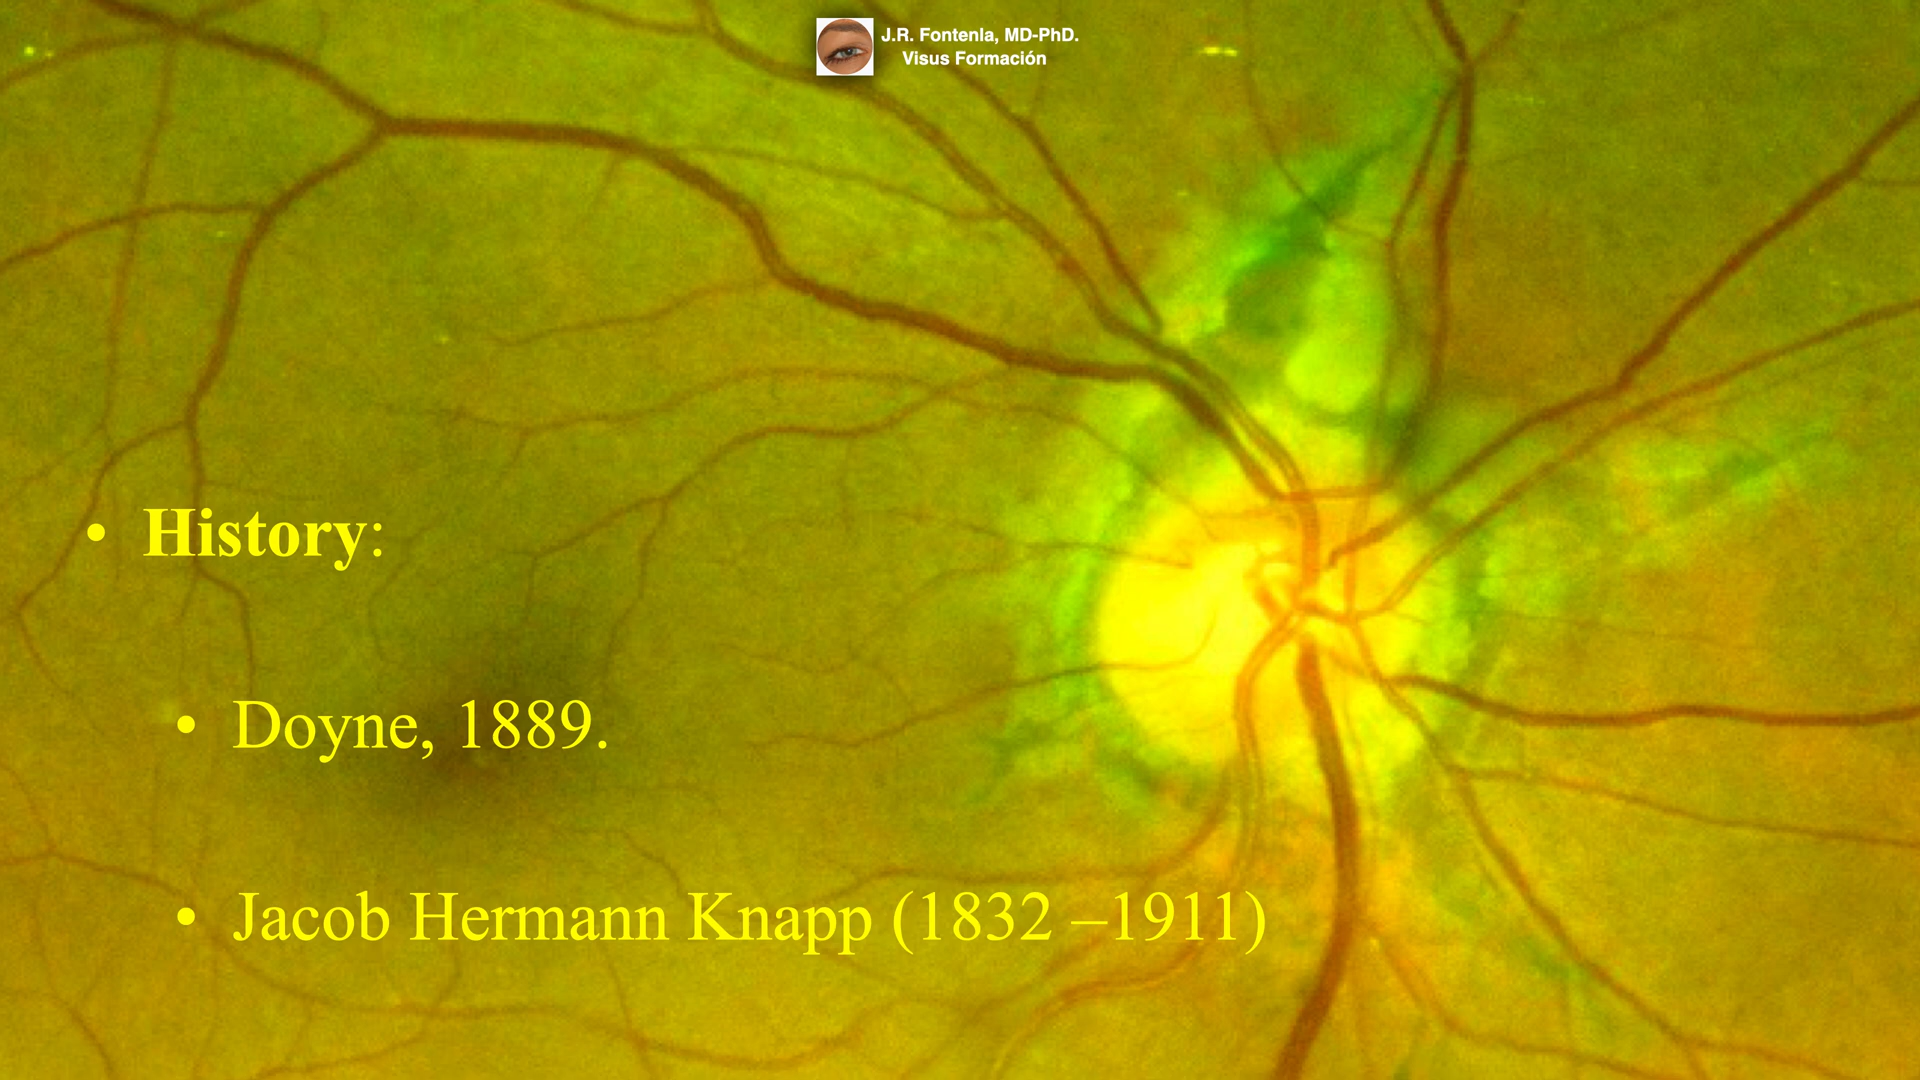 J.R. Fontenla, MD-PhD.
Visus Formación
• History:
• Doyne, 1889.
• Jacob Hermann Knapp (1832 –1911)